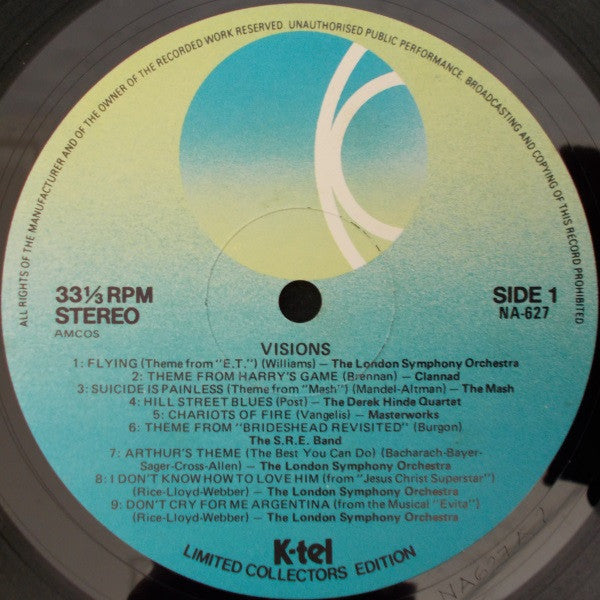 ALL RIGHTS OF THE MANUFACTURER AND OF THE OWNER OF THE RECORDED WORK RESERVED. UNAUTHORISED PUBLIC PERFORMANCE, BROADCASTING AND COPYING OF THIS RECORD PROHIBITED
33⅓ RPM
STEREO
AMCOS
SIDE 1
NA-627
VISIONS
1: FLYING (Theme from "E.T.") (Williams) — The London Symphony Orchestra
2: THEME FROM HARRY'S GAME (Brennan) — Clannad
3: SUICIDE IS PAINLESS (Theme from "Mash") (Mandel-Altman) — The Mash
4: HILL STREET BLUES (Post) — The Derek Hinde Quartet
5: CHARIOTS OF FIRE (Vangelis) — Masterworks
6: THEME FROM "BRIDESHEAD REVISITED" (Burgon)
The S.R.E. Band
7: ARTHUR'S THEME (The Best You Can Do) (Bacharach-Bayer-
Sager-Cross-Allen) — The London Symphony Orchestra
8: I DON'T KNOW HOW TO LOVE HIM (from "Jesus Christ Superstar")
(Rice-Lloyd-Webber) — The London Symphony Orchestra
9: DON'T CRY FOR ME ARGENTINA (from the Musical "Evita")
(Rice-Lloyd-Webber) — The London Symphony Orchestra
K-tel
LIMITED COLLECTORS EDITION